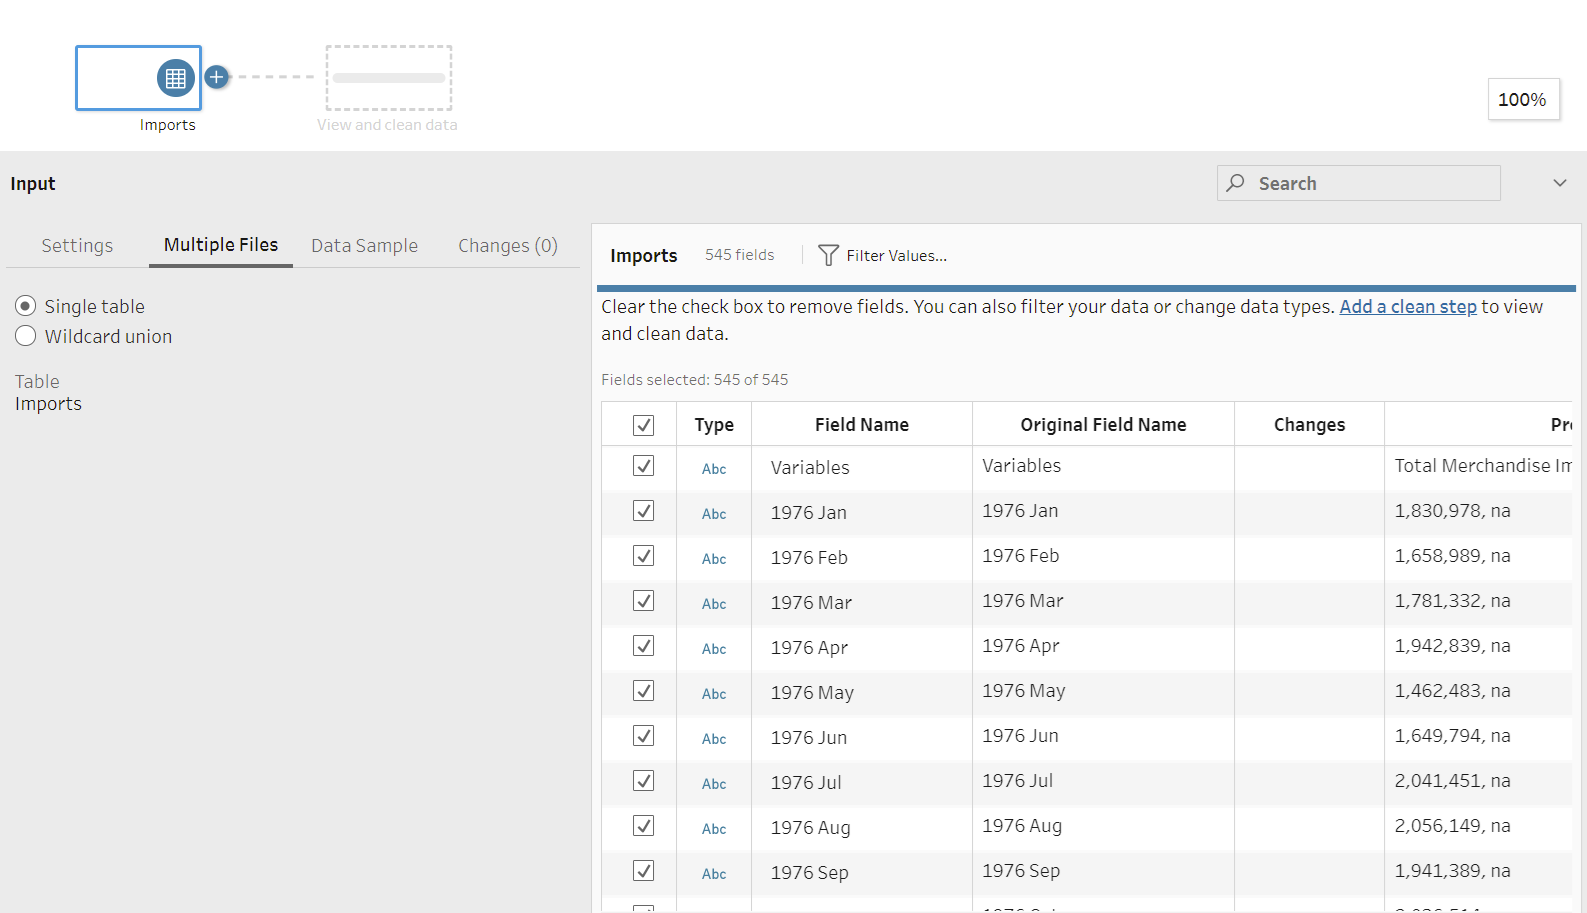 Imports
View and clean data
100%
Input
Search
Settings
Multiple Files
Data Sample
Changes (0)
Single table
Wildcard union
Table
Imports
Imports
545 fields
Filter Values...
Clear the check box to remove fields. You can also filter your data or change data types. Add a clean step to view
and clean data.
Fields selected: 545 of 545
Type Field Name Original Field Name Changes
Abc Variables Variables Total Merchandise
Abc 1976 Jan 1976 Jan 1,830,978, na
Abc 1976 Feb 1976 Feb 1,658,989, na
Abc 1976 Mar 1976 Mar 1,781,332, na
Abc 1976 Apr 1976 Apr 1,942,839, na
Abc 1976 May 1976 May 1,462,483, na
Abc 1976 Jun 1976 Jun 1,649,794, na
Abc 1976 Jul 1976 Jul 2,041,451, na
Abc 1976 Aug 1976 Aug 2,056,149, na
Abc 1976 Sep 1976 Sep 1,941,389, na